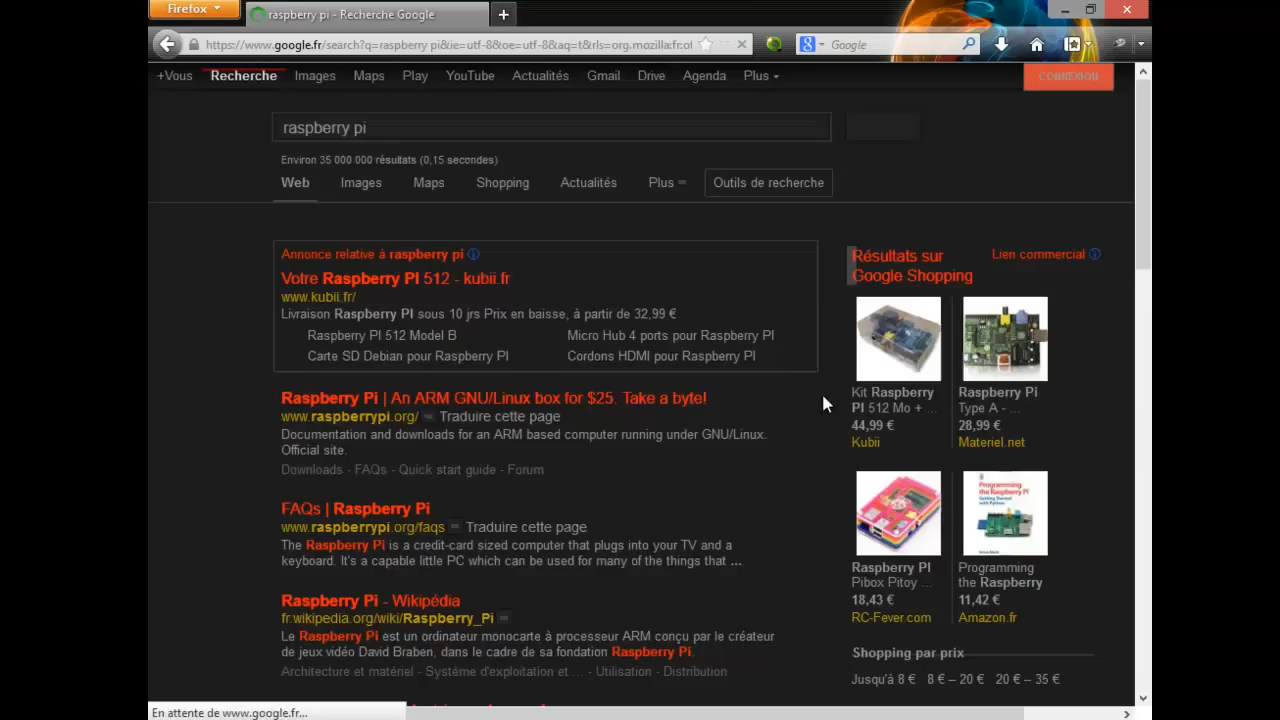 Firefox
raspberry pi - Recherche Google
https://www.google.fr/search?q=raspberry pi&ie=utf-8&oe=utf-8&aq=t&rls=org.mozilla:fr:of
Google
+Vous Recherche Images Maps Play YouTube Actualités Gmail Drive Agenda Plus
CONNEXION
raspberry pi
Environ 35 000 000 résultats (0,15 secondes)
Web Images Maps Shopping Actualités Plus Outils de recherche
Annonce relative à raspberry pi
Votre Raspberry PI 512 - kubii.fr
www.kubii.fr/
Livraison Raspberry PI sous 10 jrs Prix en baisse, à partir de 32,99 €
Raspberry PI 512 Model B
Micro Hub 4 ports pour Raspberry PI
Carte SD Debian pour Raspberry PI
Cordons HDMI pour Raspberry PI
Raspberry Pi | An ARM GNU/Linux box for $25. Take a byte!
www.raspberrypi.org/ Traduire cette page
Documentation and downloads for an ARM based computer running under GNU/Linux.
Official site.
Downloads - FAQs - Quick start guide - Forum
FAQs | Raspberry Pi
www.raspberrypi.org/faqs Traduire cette page
The Raspberry Pi is a credit-card sized computer that plugs into your TV and a
keyboard. It's a capable little PC which can be used for many of the things that ...
Raspberry Pi - Wikipédia
fr.wikipedia.org/wiki/Raspberry_Pi
Le Raspberry Pi est un ordinateur monocarte à processeur ARM conçu par le créateur
de jeux vidéo David Braben, dans le cadre de sa fondation Raspberry Pi.
Architecture et matériel - Système d'exploitation et ... - Utilisation - Distribution
Résultats sur
Google Shopping
Lien commercial
Kit Raspberry
PI 512 Mo + ...
44,99 €
Kubii
Raspberry Pi
Type A - ...
28,99 €
Materiel.net
Programming
the Raspberry Pi
Raspberry PI
Pibox Pitoy ...
18,43 €
RC-Fever.com
Programming
the Raspberry
11,42 €
Amazon.fr
Shopping par prix
Jusqu'à 8 € 8 € – 20 € 20 € – 35 €
En attente de www.google.fr...